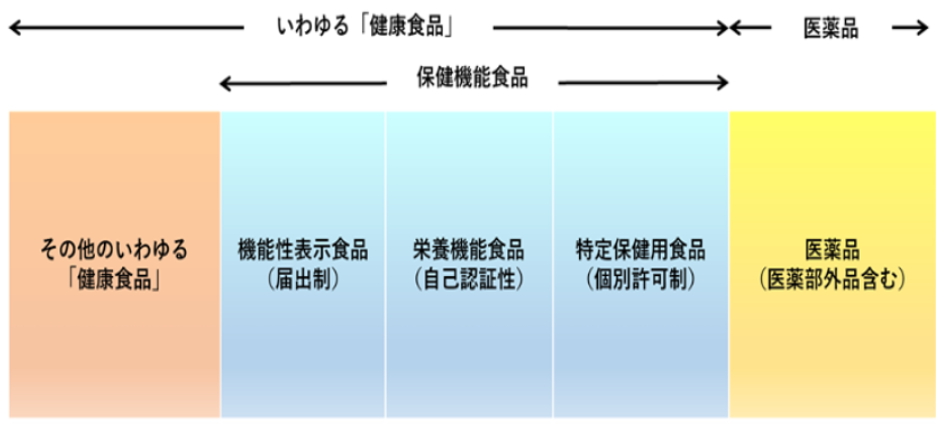 いわゆる「健康食品」
医薬品
保健機能食品
その他のいわゆる
「健康食品」
機能性表示食品
（届出制）
栄養機能食品
（自己認証性）
特定保健用食品
（個別許可制）
医薬品
（医薬部外品含む）